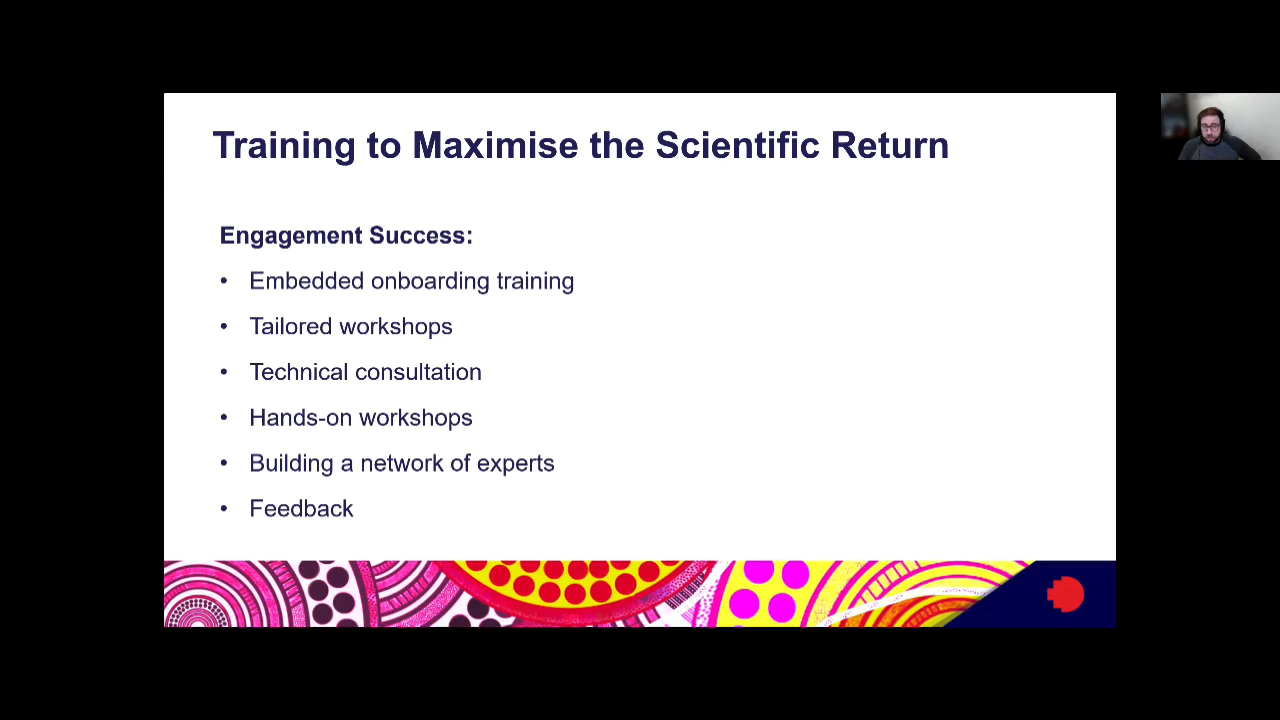 Training to Maximise the Scientific Return
Engagement Success:
• Embedded onboarding training
• Tailored workshops
• Technical consultation
• Hands-on workshops
• Building a network of experts
• Feedback